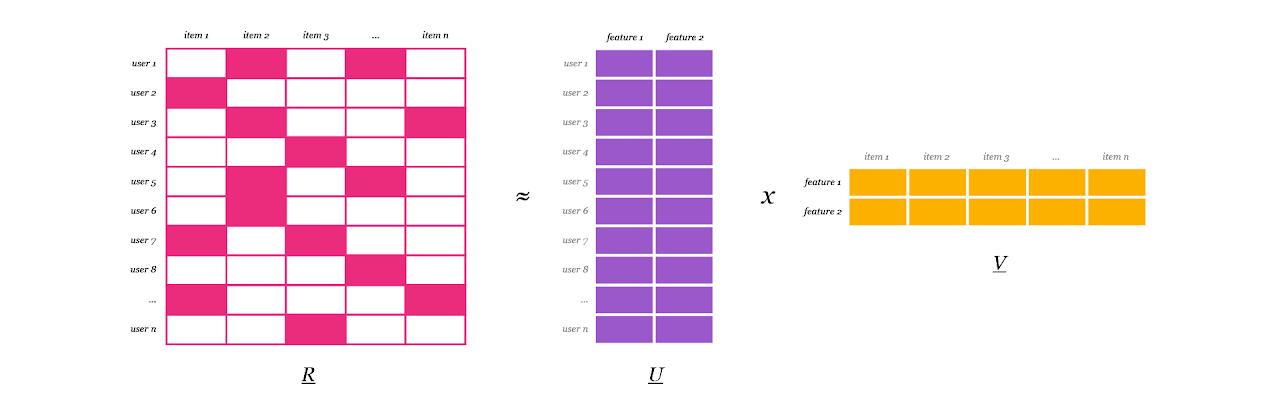 item 1 item 2 item 3 ... item n
user 1
user 2
user 3
user 4
user 5
user 6
user 7
user 8
...
user n
R
≈
feature 1 feature 2
user 1
user 2
user 3
user 4
user 5
user 6
user 7
user 8
...
user n
U
x
item 1 item 2 item 3 ... item n
feature 1
feature 2
V